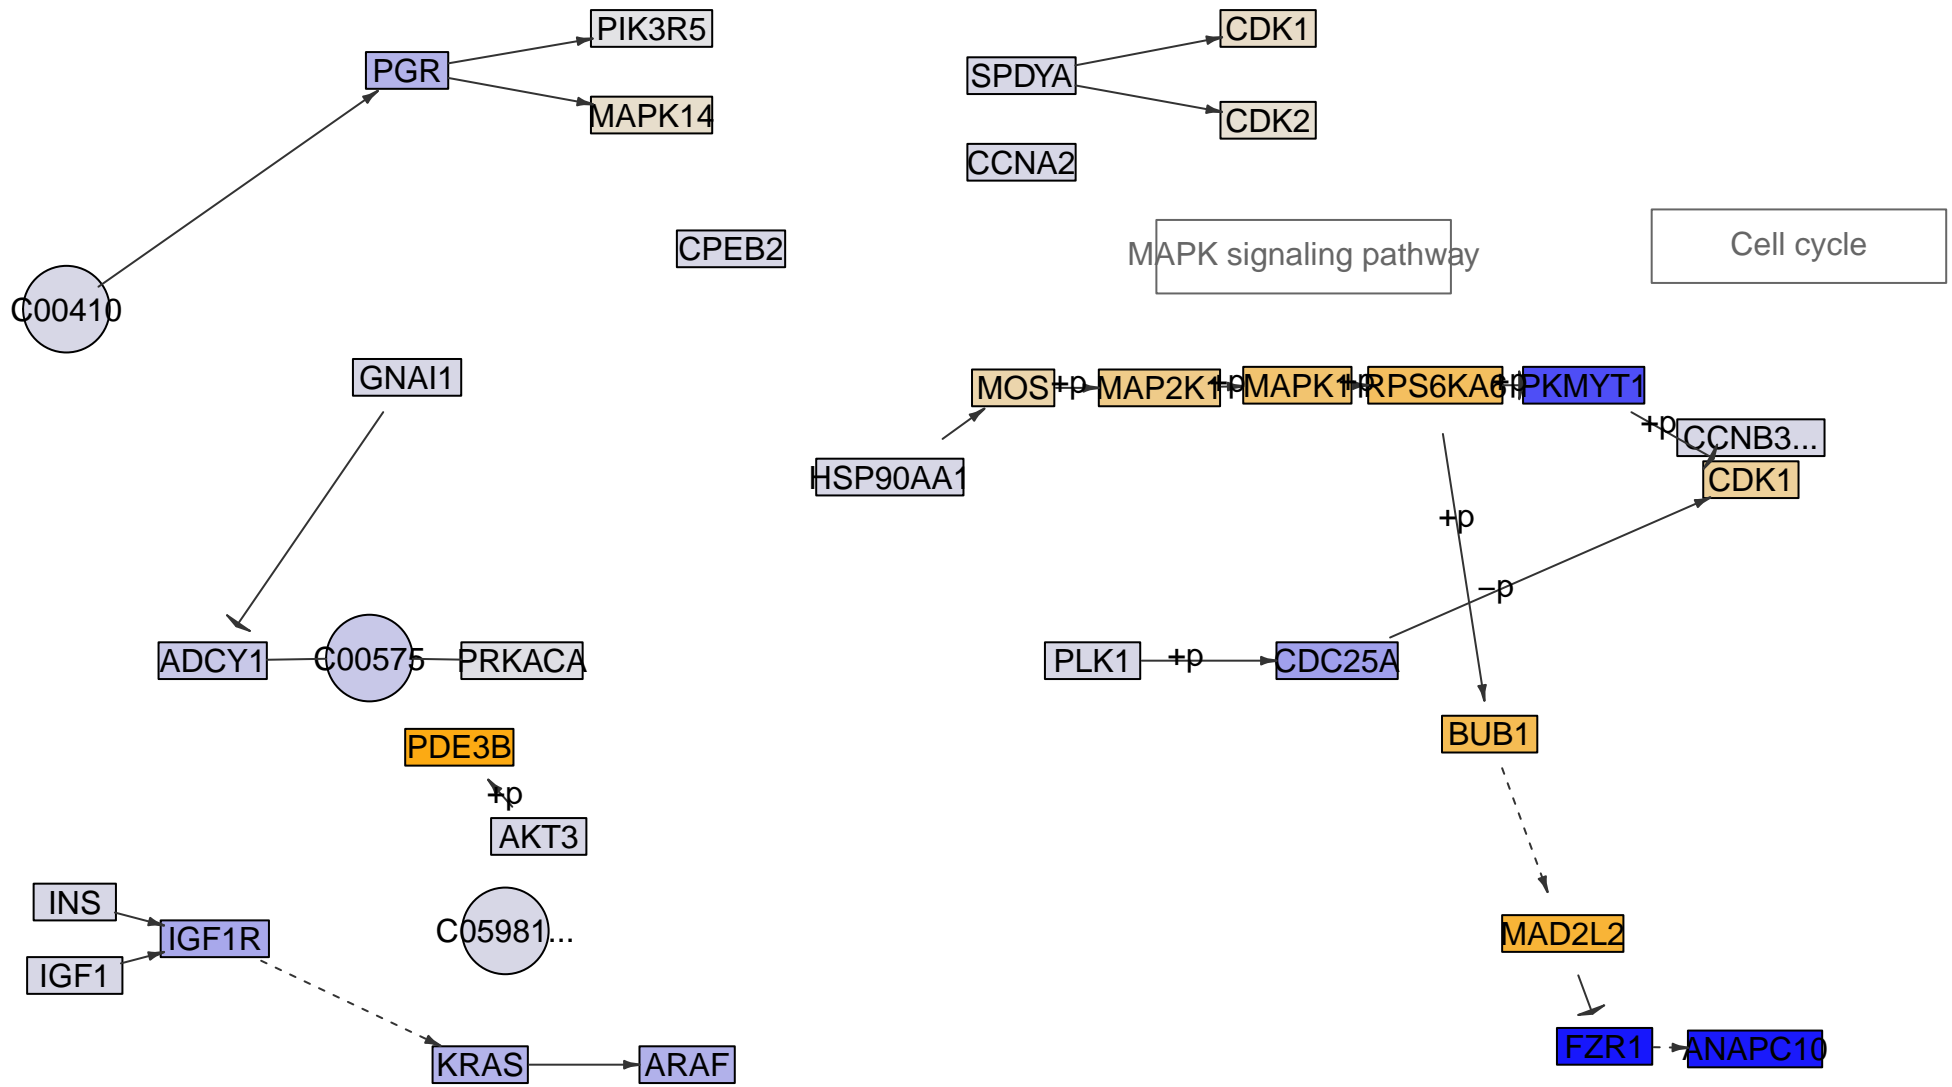 PIK3R5
CDK1
PGR
SPDYA
MAPK14
CDK2
CCNA2
CPEB2
MAPK signaling pathway
Cell cycle
C00410
GNAI1
MOS
+p
MAP2K1
+p
MAPK1
+p
RPS6KA6
+p
PKMYT1
+p
CCNB3...
HSP90AA1
CDK1
+p
−p
ADCY1
C00575
PRKACA
PLK1
+p
CDC25A
PDE3B
BUB1
+p
AKT3
INS
IGF1R
C05981...
MAD2L2
IGF1
KRAS
ARAF
FZR1
ANAPC10